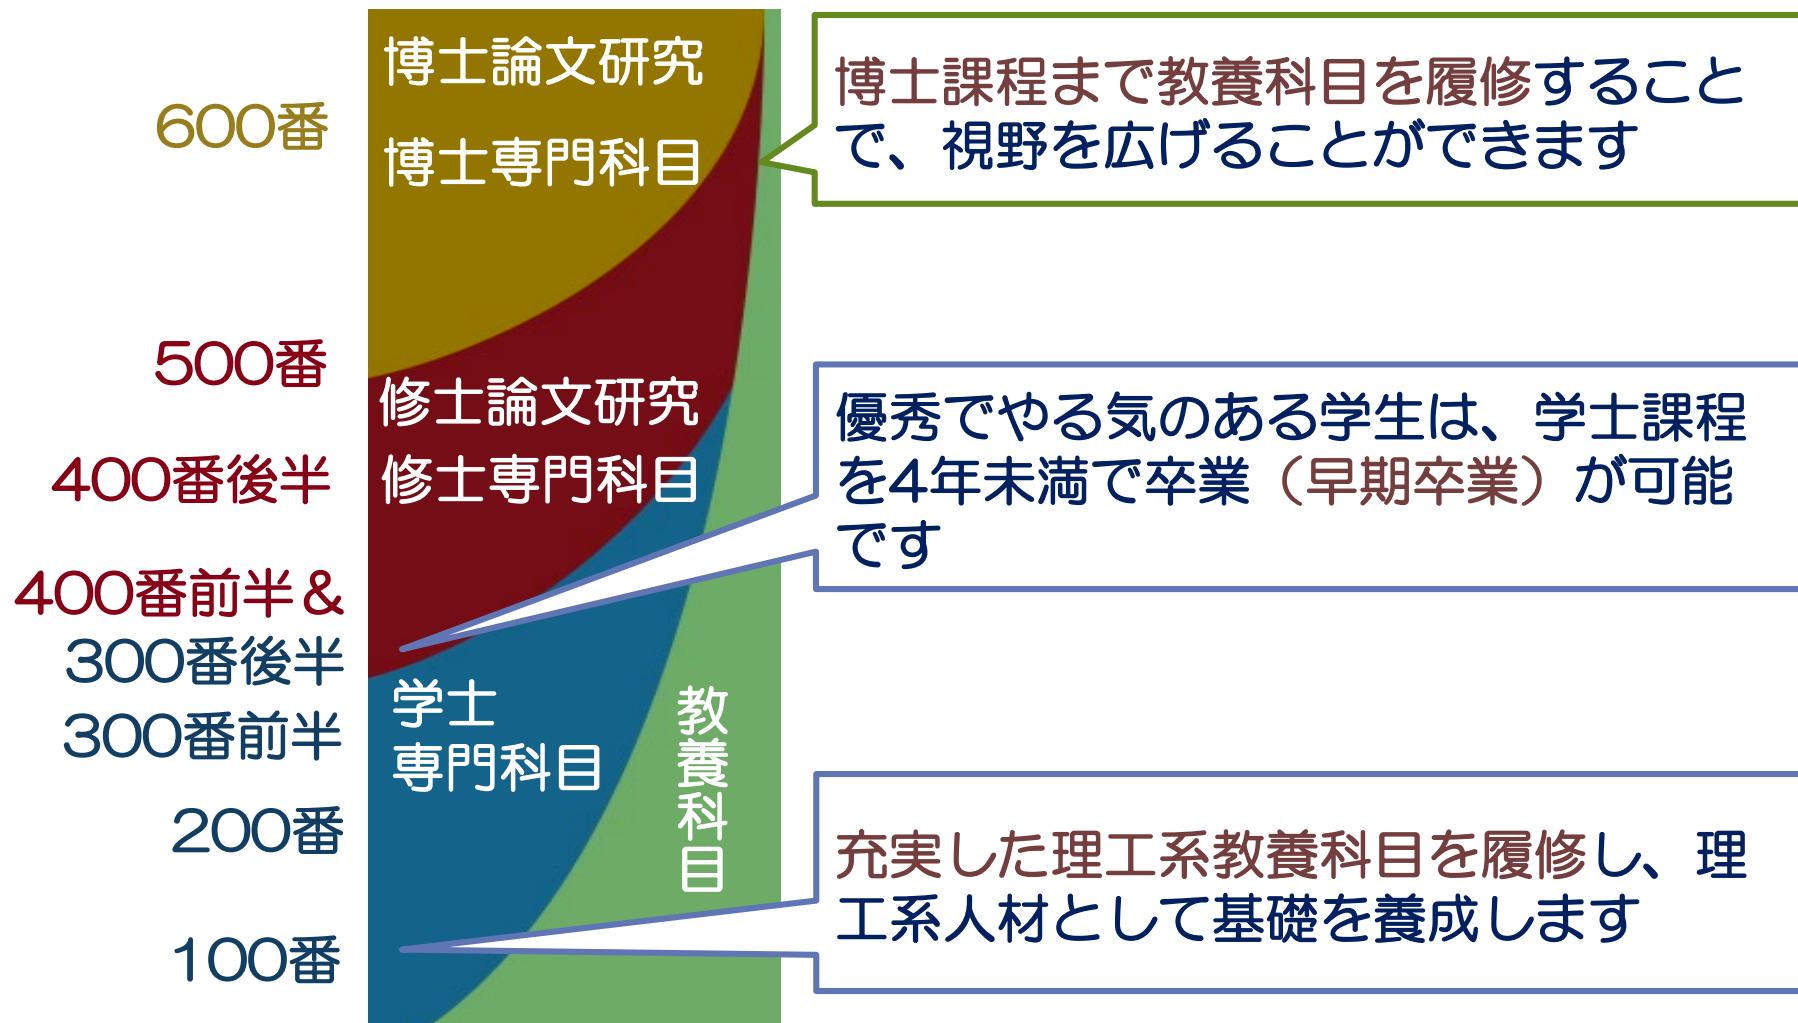 600番
500番
400番後半
400番前半&
300番後半
300番前半
200番
100番
博士論文研究
博士専門科目
修士論文研究
修士専門科目
学士
専門科目
教養科目
博士課程まで教養科目を履修すること
で、視野を広げることができます
優秀でやる気のある学生は、学士課程
を4年未満で卒業（早期卒業）が可能
です
充実した理工系教養科目を履修し、理
工系人材として基礎を養成します